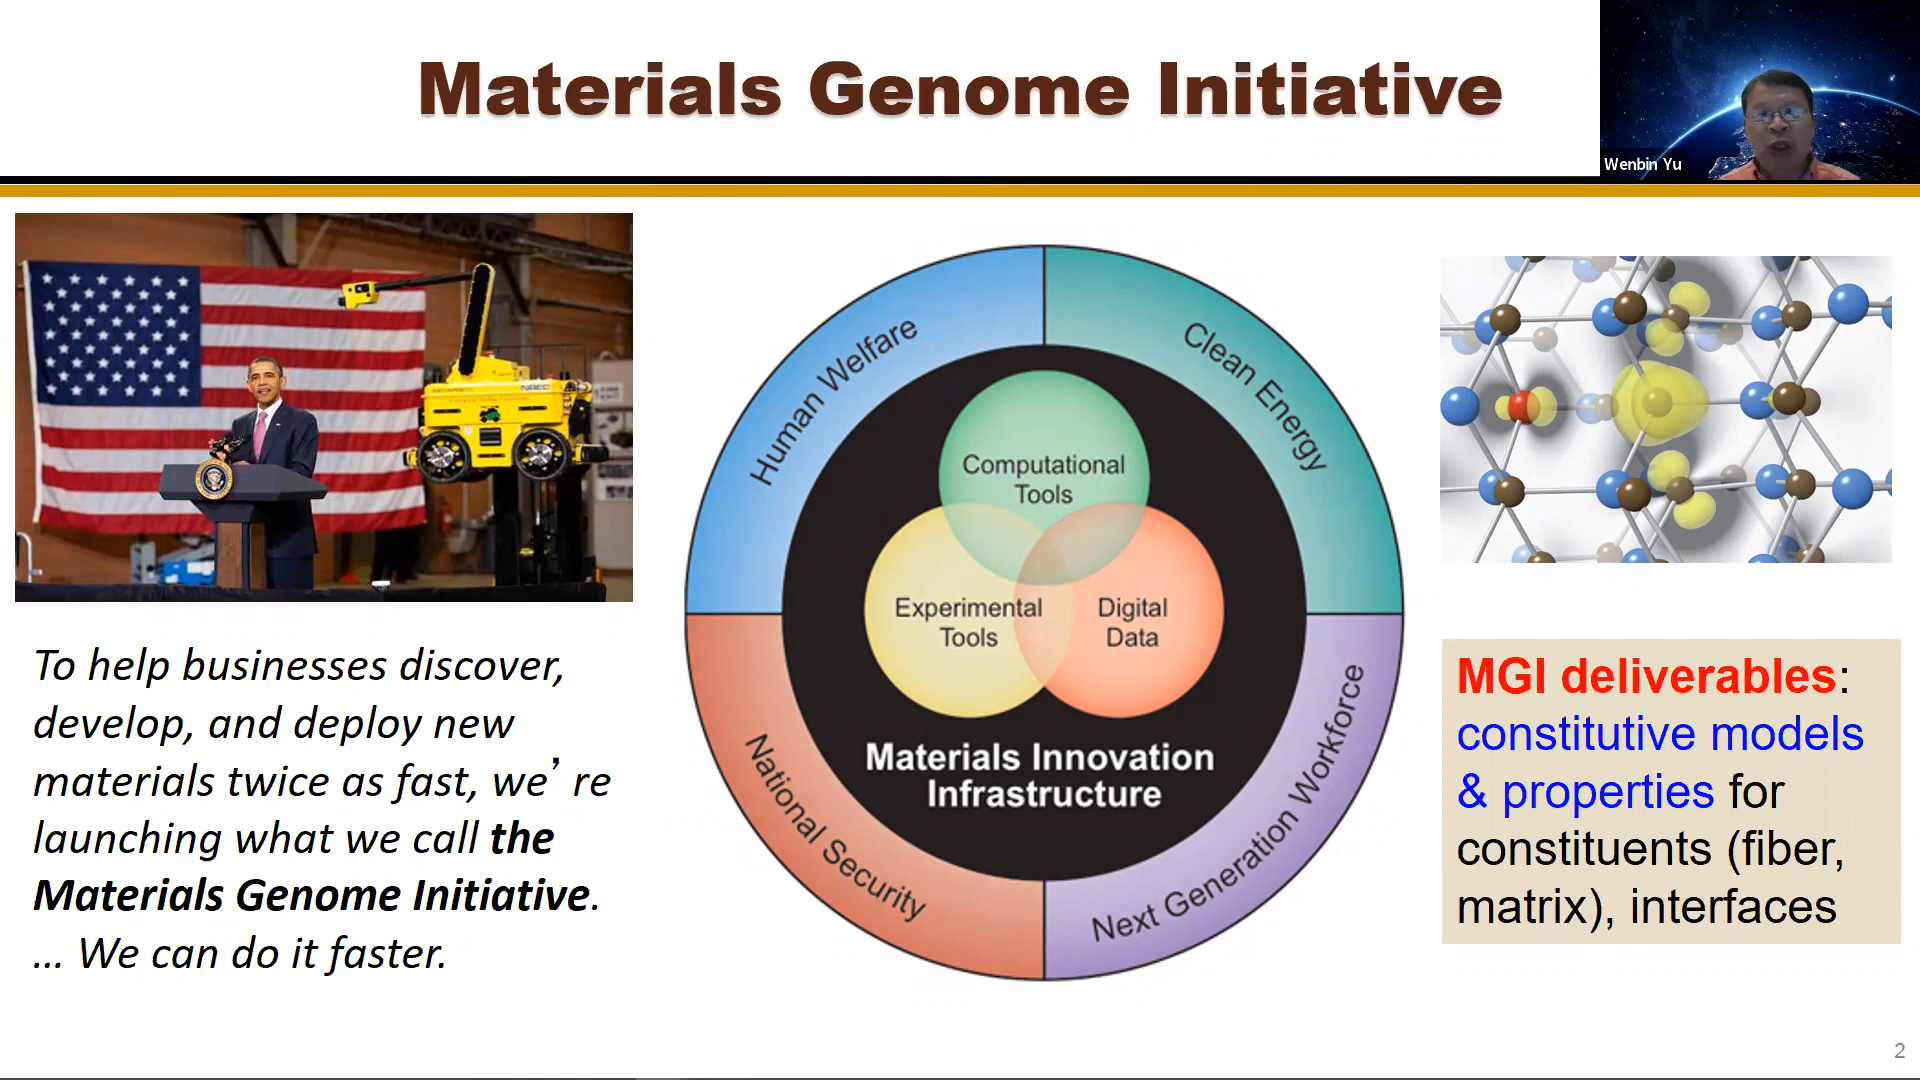 Materials Genome Initiative
Wenbin Yu
NREC
To help businesses discover,
develop, and deploy new
materials twice as fast, we’ re
launching what we call the
Materials Genome Initiative.
... We can do it faster.
Human Welfare
Clean Energy
Computational
Tools
Experimental
Tools
Digital
Data
Materials Innovation
Infrastructure
National Security
Next Generation Workforce
MGI deliverables:
constitutive models
& properties for
constituents (fiber,
matrix), interfaces
2